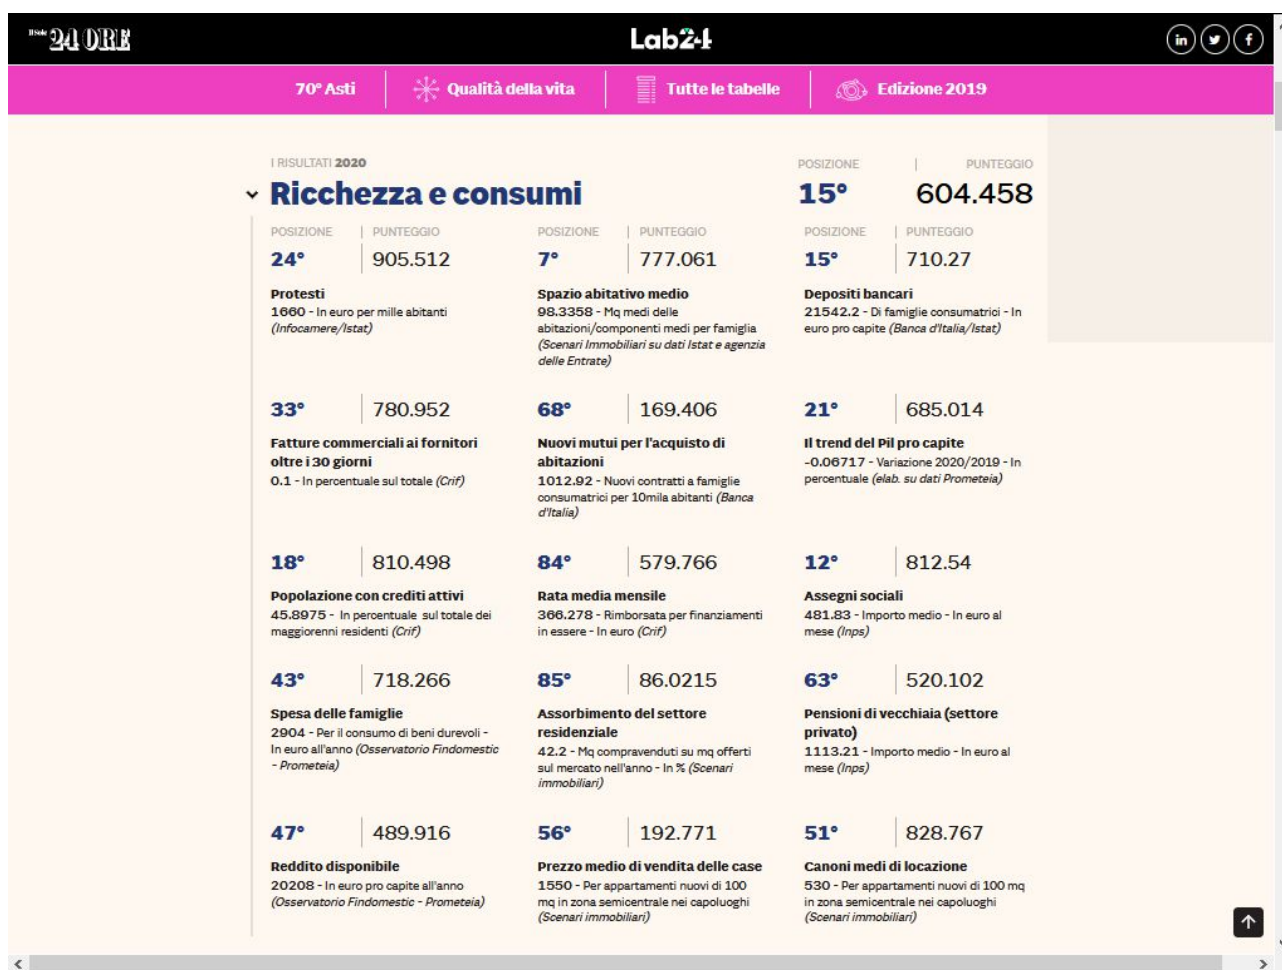 Il Sole 24 ORE
Lab24
70° Asti
Qualità della vita
Tutte le tabelle
Edizione 2019
I RISULTATI 2020
Ricchezza e consumi
POSIZIONE | PUNTEGGIO
15° 604.458
POSIZIONE | PUNTEGGIO
24° 905.512
Protesti
1660 - In euro per mille abitanti
(Infocamere/Istat)
POSIZIONE | PUNTEGGIO
7° 777.061
Spazio abitativo medio
98.3358 - Mq medi delle
abitazioni/componenti medi per famiglia
(Scenari Immobiliari su dati Istat e agenzia
delle Entrate)
POSIZIONE | PUNTEGGIO
15° 710.27
Depositi bancari
21542.2 - Di famiglie consumatrici - In
euro pro capite (Banca d'Italia/Istat)
33° 780.952
Fatture commerciali ai fornitori
oltre i 30 giorni
0.1 - In percentuale sul totale (Crif)
68° 169.406
Nuovi mutui per l'acquisto di
abitazioni
1012.92 - Nuovi contratti a famiglie
consumatrici per 10mila abitanti (Banca
d'Italia)
21° 685.014
Il trend del Pil pro capite
-0.06717 - Variazione 2020/2019 - In
percentuale (elab. su dati Prometeia)
18° 810.498
Popolazione con crediti attivi
45.8975 - In percentuale sul totale dei
maggiorenni residenti (Crif)
84° 579.766
Rata media mensile
366.278 - Rimborsata per finanziamenti
in essere - In euro (Crif)
12° 812.54
Assegni sociali
481.83 - Importo medio - In euro al
mese (Inps)
43° 718.266
Spesa delle famiglie
2904 - Per il consumo di beni durevoli -
In euro all'anno (Osservatorio Findomestic
- Prometeia)
85° 86.0215
Assorbimento del settore
residenziale
42.2 - Mq compravenduti su mq offerti
sul mercato nell'anno - In % (Scenari
immobiliari)
63° 520.102
Pensioni di vecchiaia (settore
privato)
1113.21 - Importo medio - In euro al
mese (Inps)
47° 489.916
Reddito disponibile
20208 - In euro pro capite all'anno
(Osservatorio Findomestic - Prometeia)
56° 192.771
Prezzo medio di vendita delle case
1550 - Per appartamenti nuovi di 100
mq in zona semicentrale nei capoluoghi
(Scenari immobiliari)
51° 828.767
Canoni medi di locazione
530 - Per appartamenti nuovi di 100 mq
in zona semicentrale nei capoluoghi
(Scenari immobiliari)